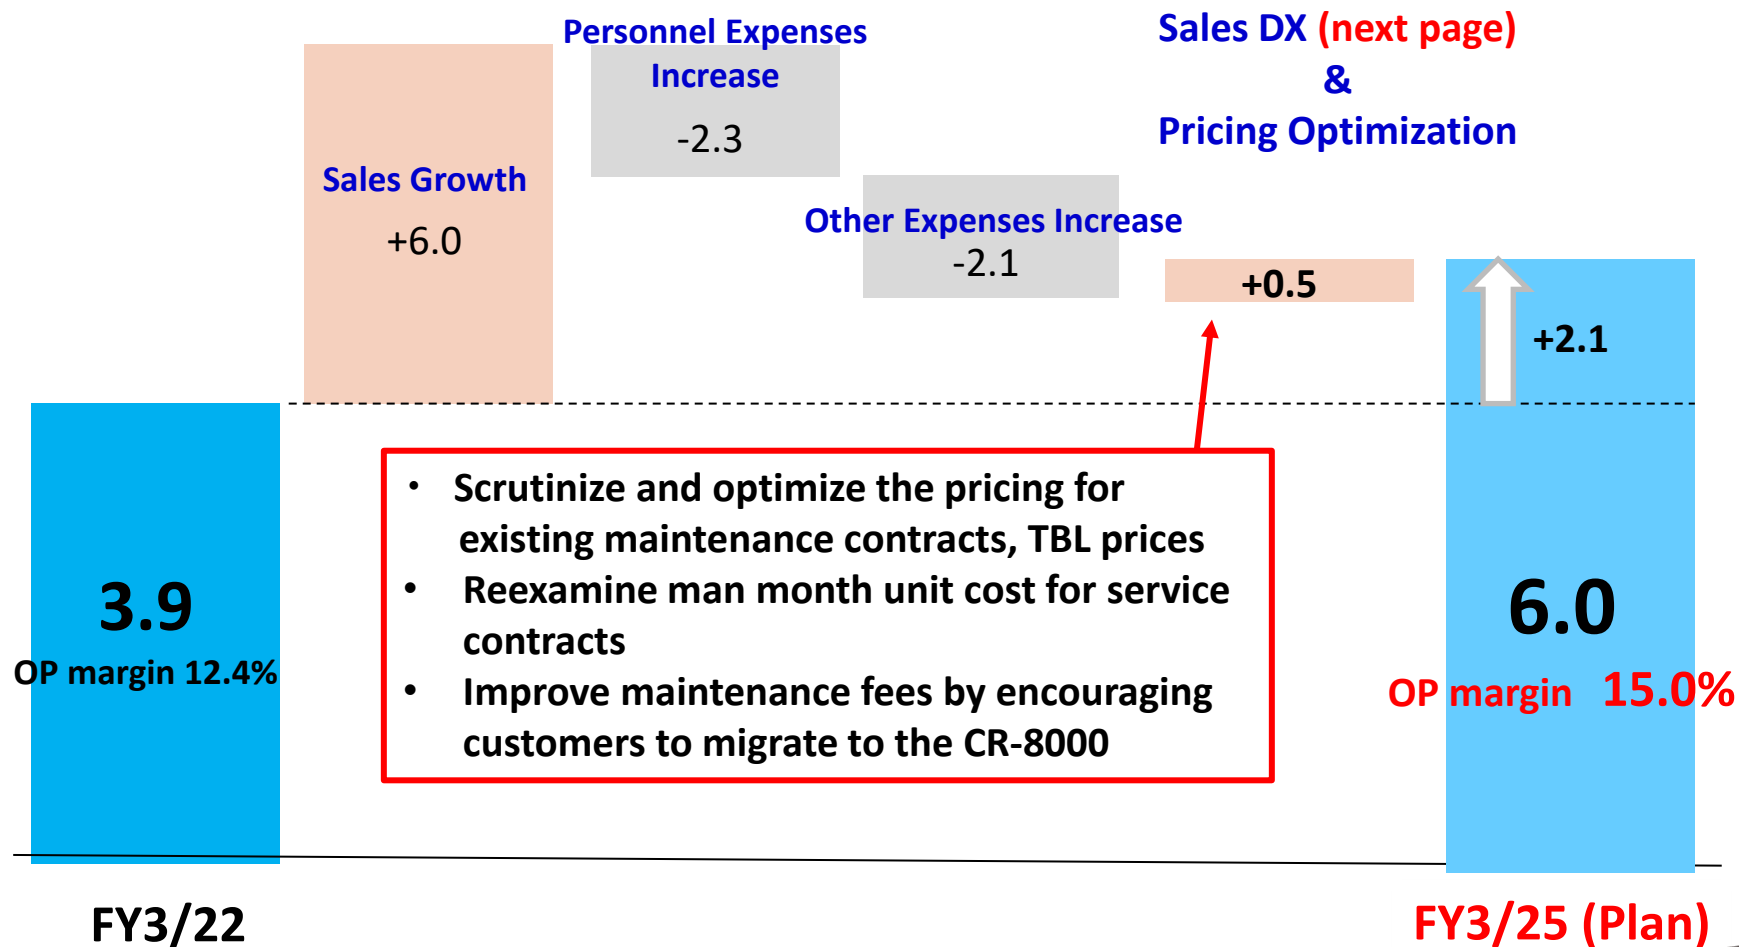 Personnel Expenses
Increase
-2.3
Sales DX (next page)
&
Pricing Optimization
Sales Growth
+6.0
Other Expenses Increase
-2.1
+0.5
+2.1
• Scrutinize and optimize the pricing for
existing maintenance contracts, TBL prices
• Reexamine man month unit cost for service
contracts
• Improve maintenance fees by encouraging
customers to migrate to the CR-8000
3.9
OP margin 12.4%
6.0
OP margin 15.0%
FY3/22
FY3/25 (Plan)